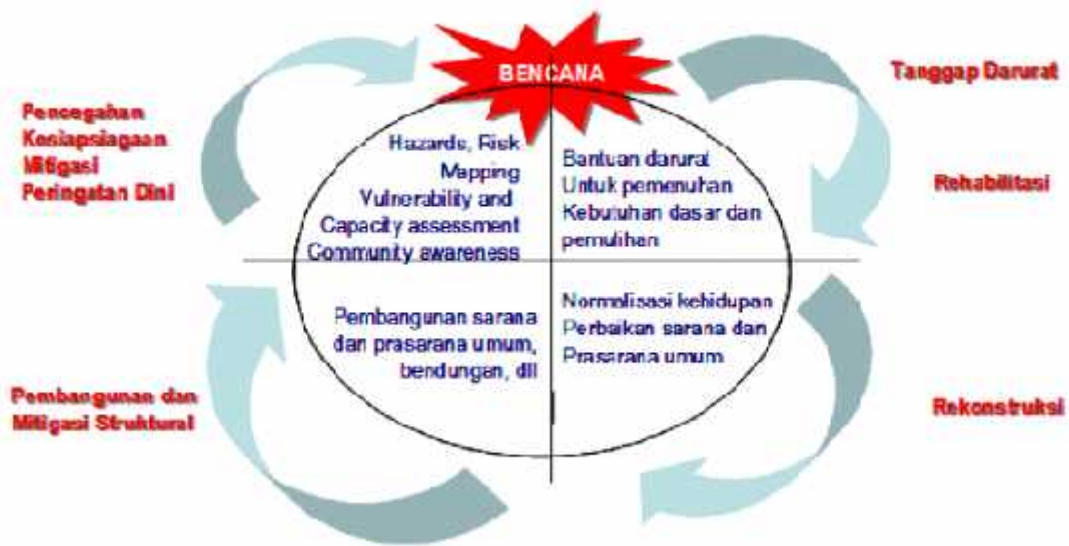 BENCANA
Tanggap Darurat
Pencegahan
Kesiapsiagaan
Mitigasi
Peringatan Dini
Hazards, Risk
Mapping
Vulnerability and
Capacity assessment
Community awareness
Bantuan darurat
Untuk pemenuhan
Kebutuhan dasar dan
pemulihan
Rehabilitasi
Pembangunan sarana
dan prasarana umum,
bendungan, dll
Normalisasi kehidupan
Perbaikan sarana dan
Prasarana umum
Pembangunan dan
Mitigasi Struktural
Rekonstruksi